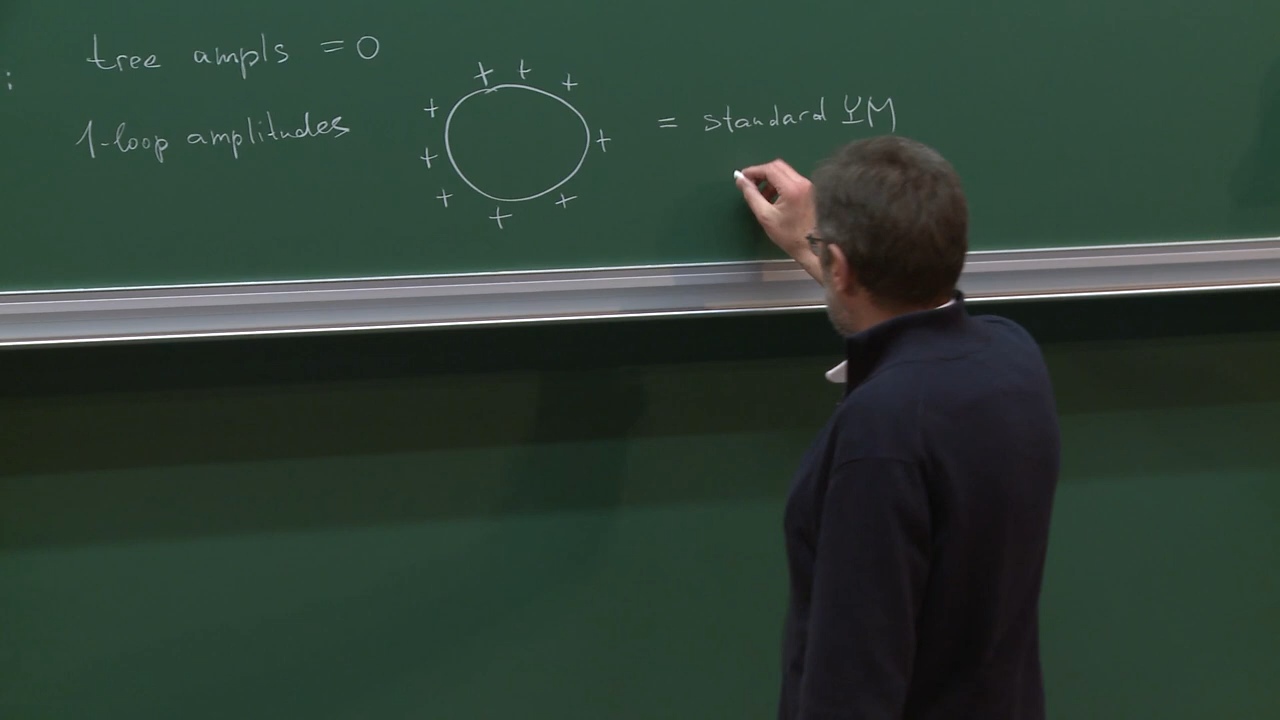 : tree ampls = 0
1-loop amplitudes + + + + + + + + + = standard YM